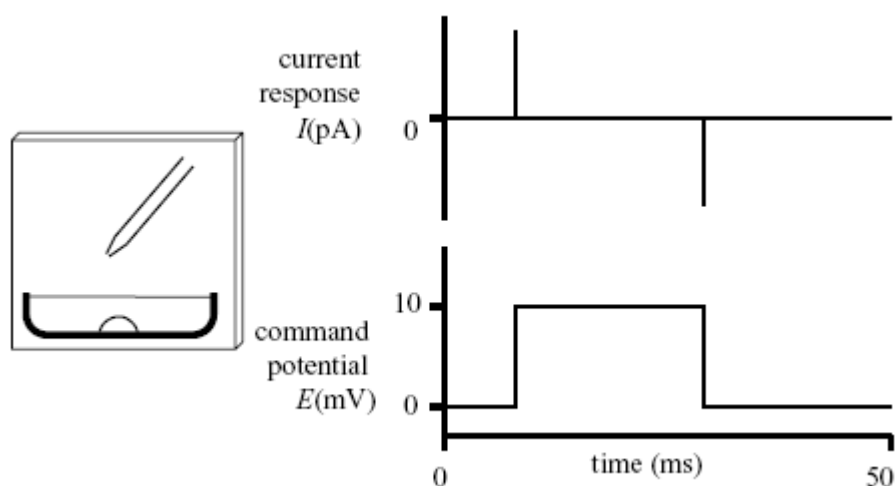 current
response
I(pA)
0
10
command
potential
E(mV)
0
0
time (ms)
50